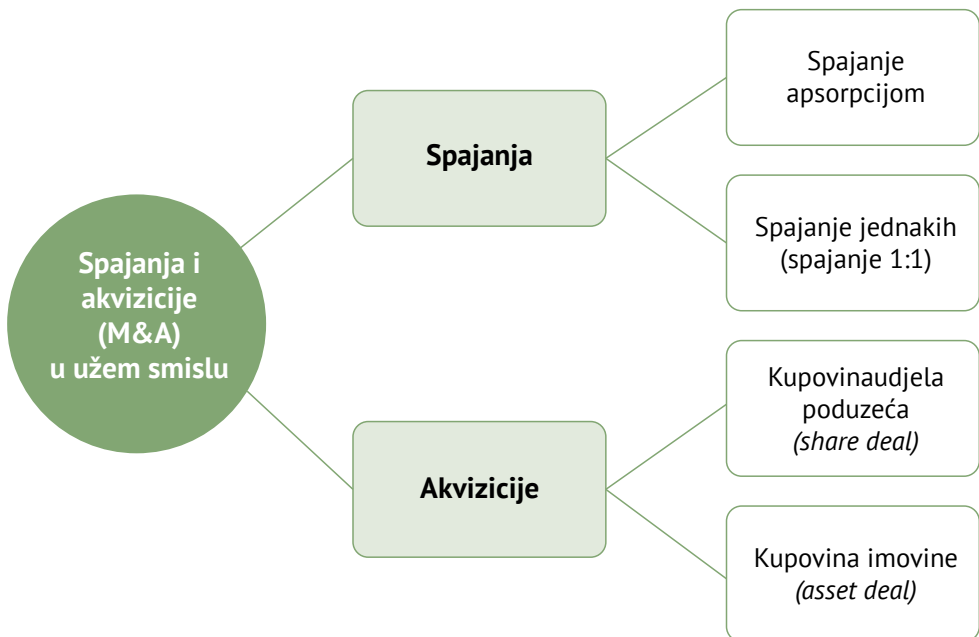 Spajanja i
akvizicije
(M&A)
u užem smislu
Spajanja
Spajanje
apsorpcijom
Spajanje jednakih
(spajanje 1:1)
Akvizicije
Kupovinaudjela
poduzeća
(share deal)
Kupovina imovine
(asset deal)